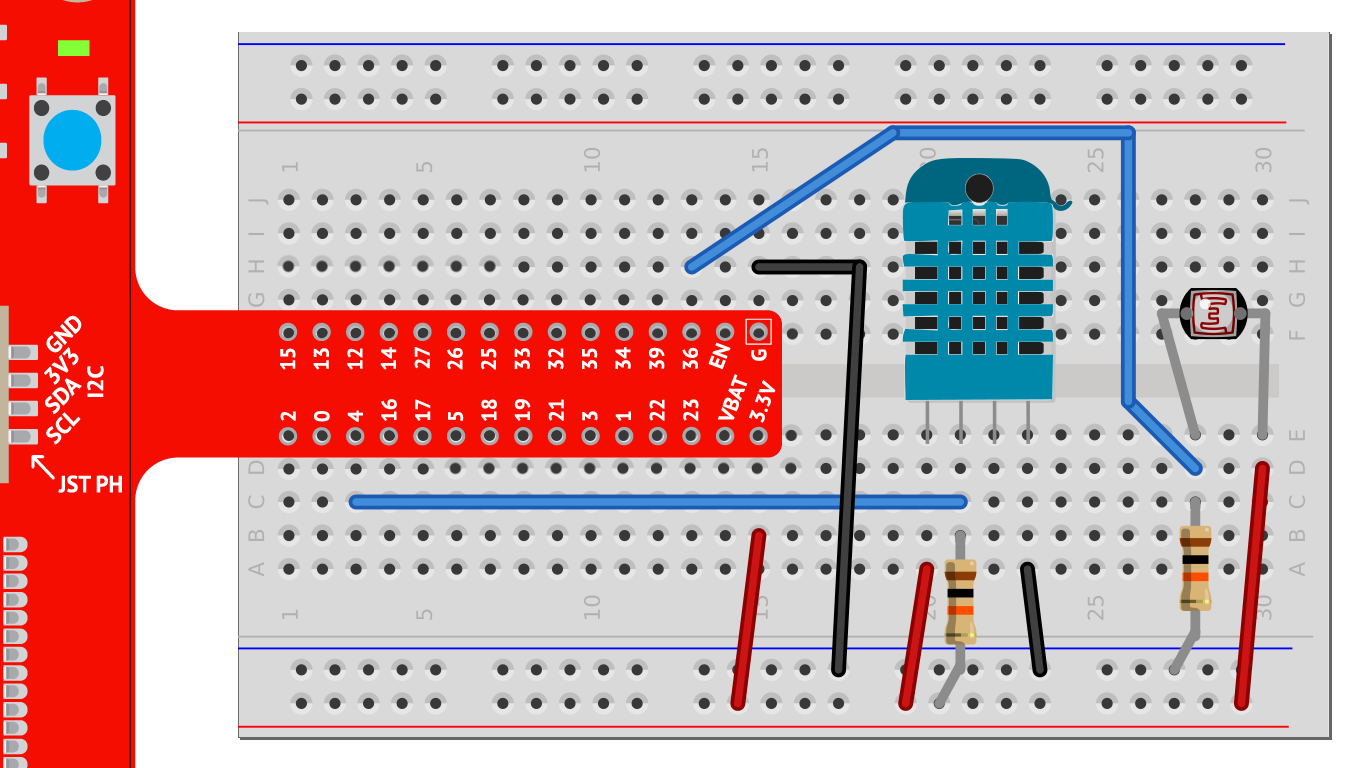 GND
3V3
SDA
SCL
I2C
JST PH
1 5 10 15 20 25 30
J J
I I
H H
G G
F
15 13 12 14 27 26 25 33 32 35 34 39 36 EN G
2 0 4 16 17 5 18 19 21 3 1 22 23 VBAT 3.3V
E
D D
C C
B B
A A
1 5 10 15 20 25 30